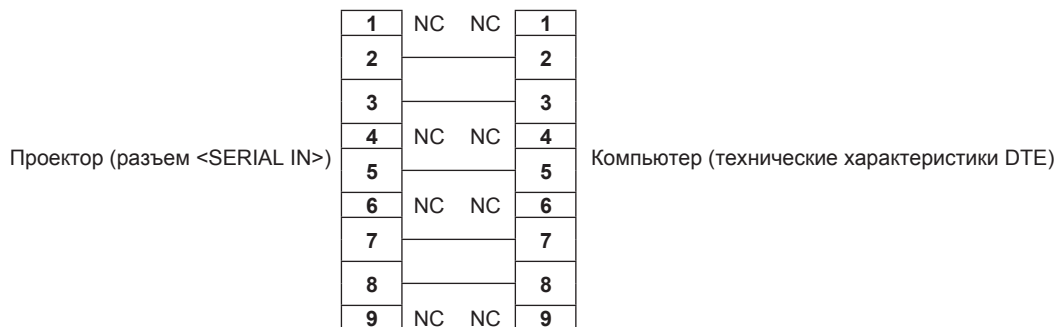 1 NC NC 1
2 2
3 3
4 NC NC 4
Проектор (разъем <SERIAL IN>) Компьютер (технические характеристики DTE)
5 5
6 NC NC 6
7 7
8 8
9 NC NC 9